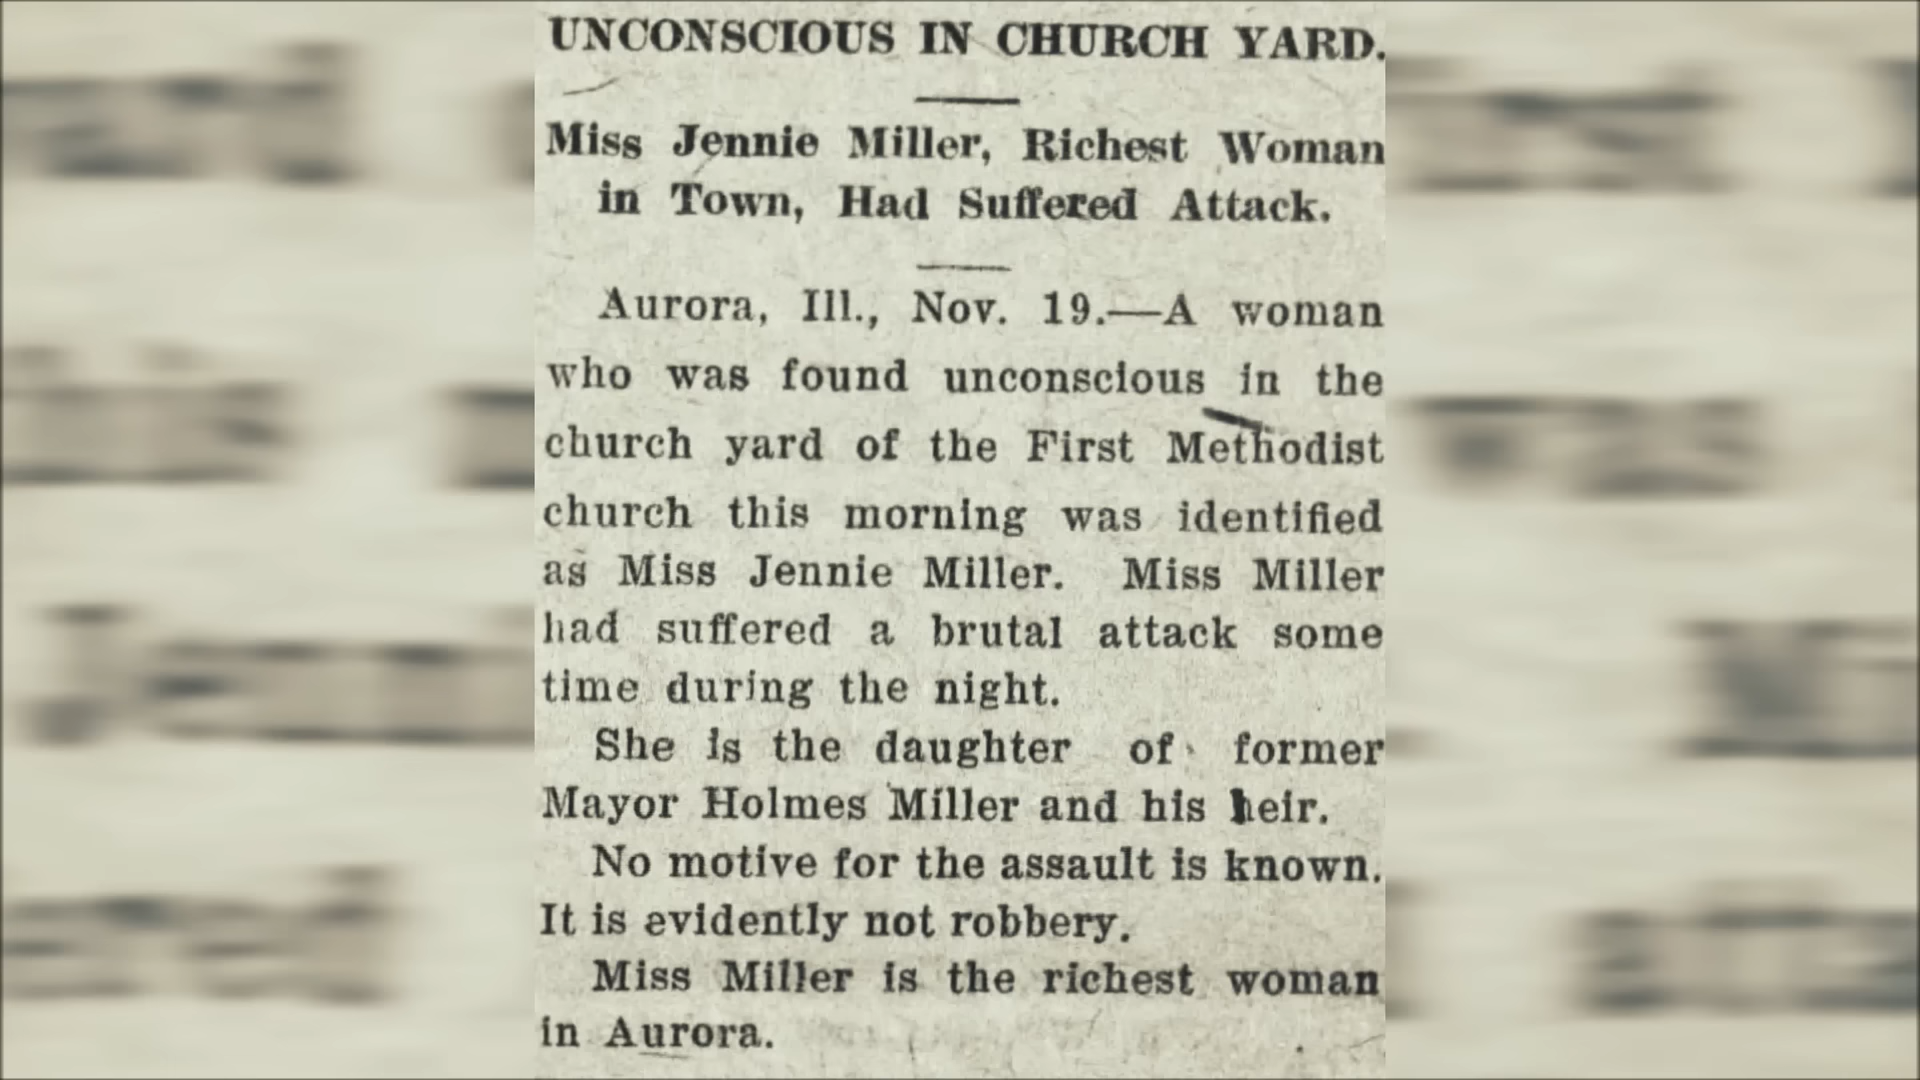 UNCONSCIOUS IN CHURCH YARD.
Miss Jennie Miller, Richest Woman
in Town, Had Suffered Attack.
Aurora, Ill., Nov. 19.—A woman
who was found unconscious in the
church yard of the First Methodist
church this morning was identified
as Miss Jennie Miller. Miss Miller
had suffered a brutal attack some
time during the night.
She is the daughter of former
Mayor Holmes Miller and his heir.
No motive for the assault is known.
It is evidently not robbery.
Miss Miller is the richest woman
in Aurora.